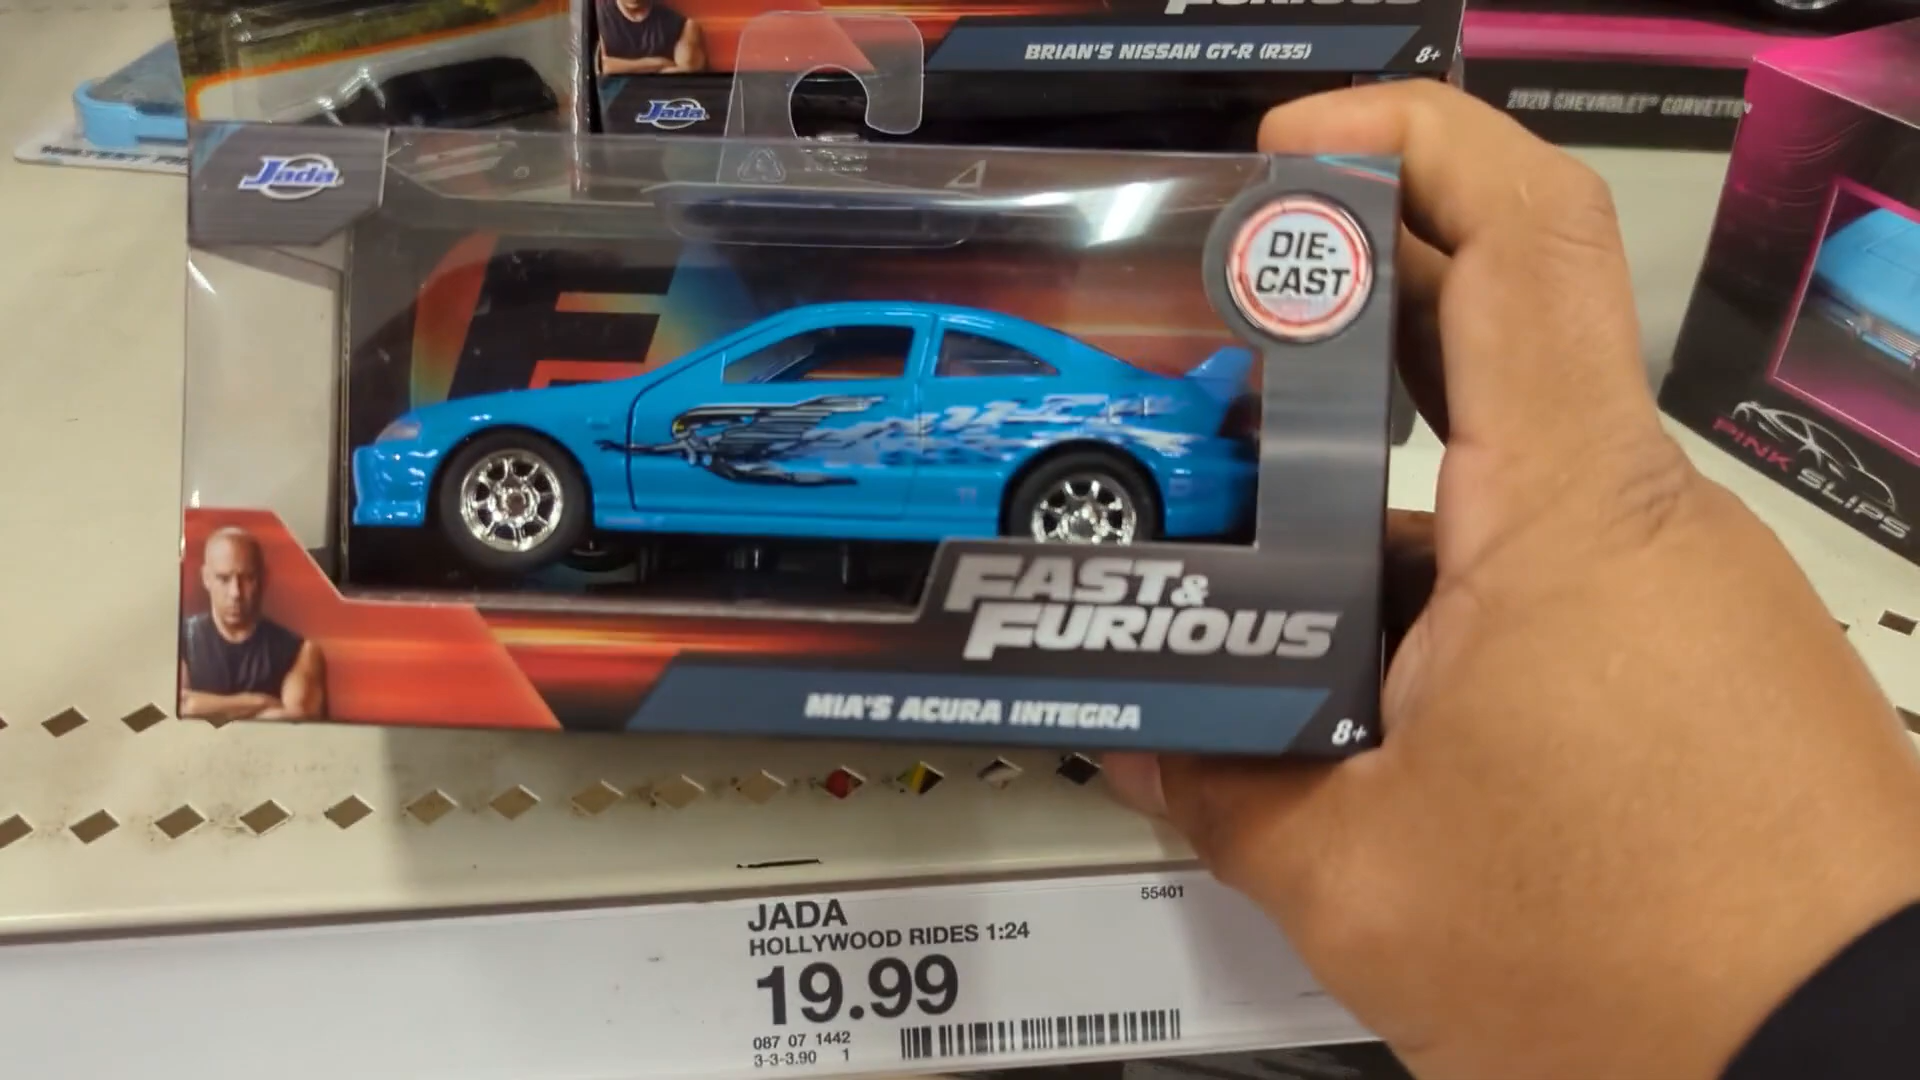 FURIOUS
BRIAN'S NISSAN GT-R (R35)
8+
Jada
2020 CHEVROLET® CORVETTE
Jada
DIE-
CAST
PINK
SLIPS
FAST &
FURIOUS
MIA'S ACURA INTEGRA
8+
JADA
55401
HOLLYWOOD RIDES 1:24
19.99
087 07 1442
3-3-3.90 1